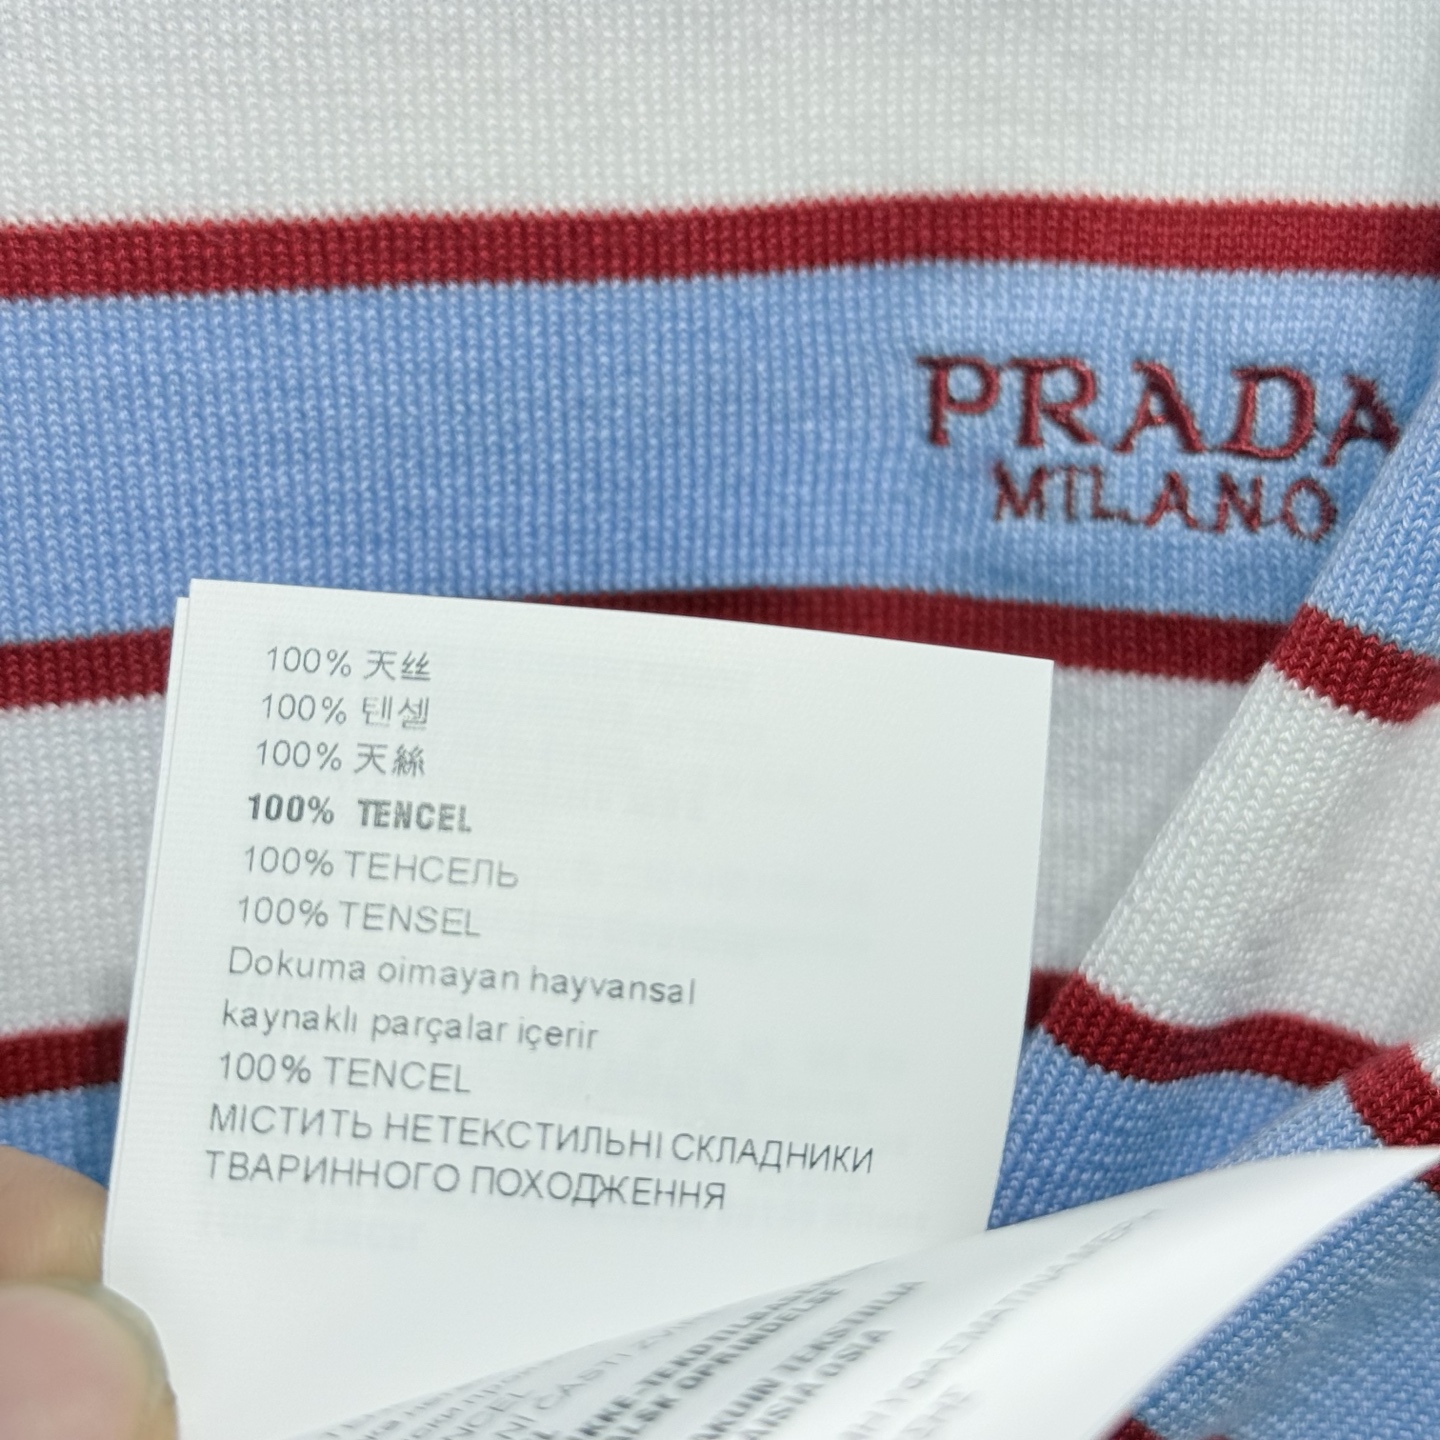 PRADA
MILANO
100% 天丝
100% 텐셀
100% 天絲
100% TENCEL
100% ТЕНСЕЛЬ
100% TENSEL
Dokuma oimayan hayvansal
kaynaklı parçalar içerir
100% TENCEL
МІСТИТЬ НЕТЕКСТИЛЬНІ СКЛАДНИКИ
ТВАРИННОГО ПОХОДЖЕННЯ